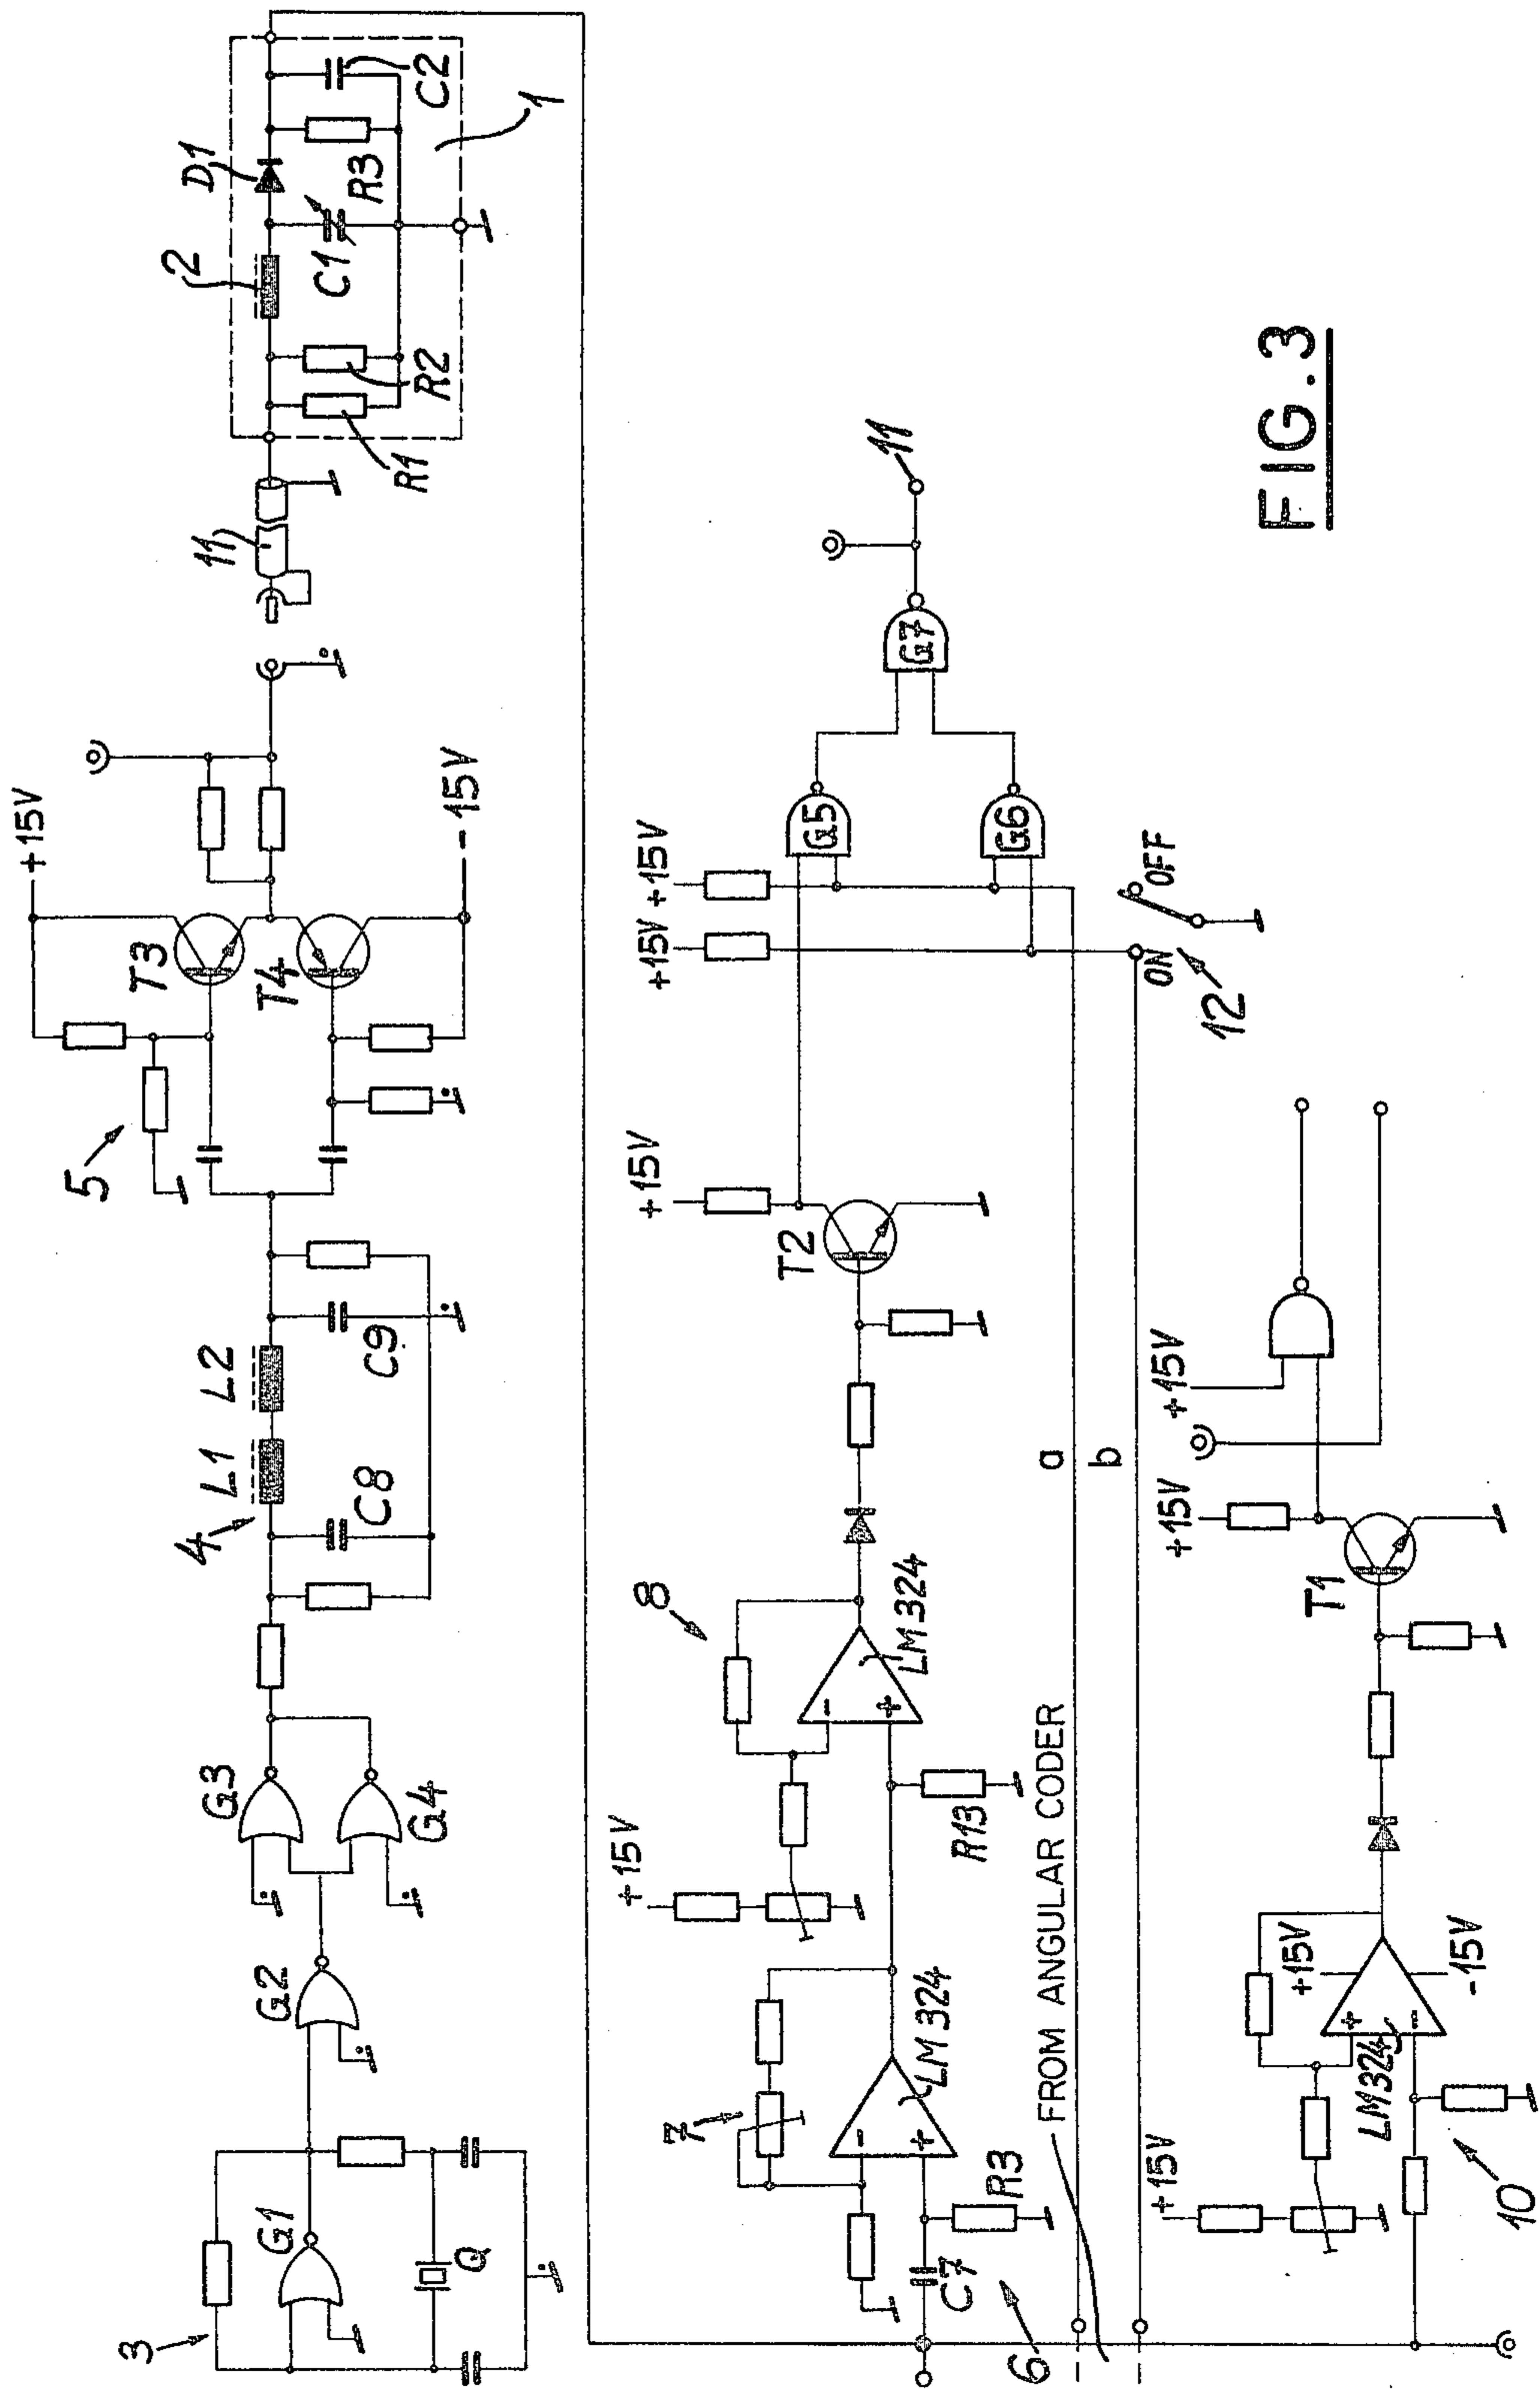 3
G1
Q
G2
G3
G4
4
L1
L2
C8
C9
5
+15V
T3
T4
-15V
11
R1
R2
2
C1
D1
R3
C2
1
6
C7
R3
7
LM324
+15V
8
LM324
R13
+15V
T2
+15V
+15V
G5
G6
G7
11
FROM ANGULAR CODER
a
b
ON
OFF
12
+15V
10
LM324
+15V
-15V
T1
+15V
+15V
FIG.3